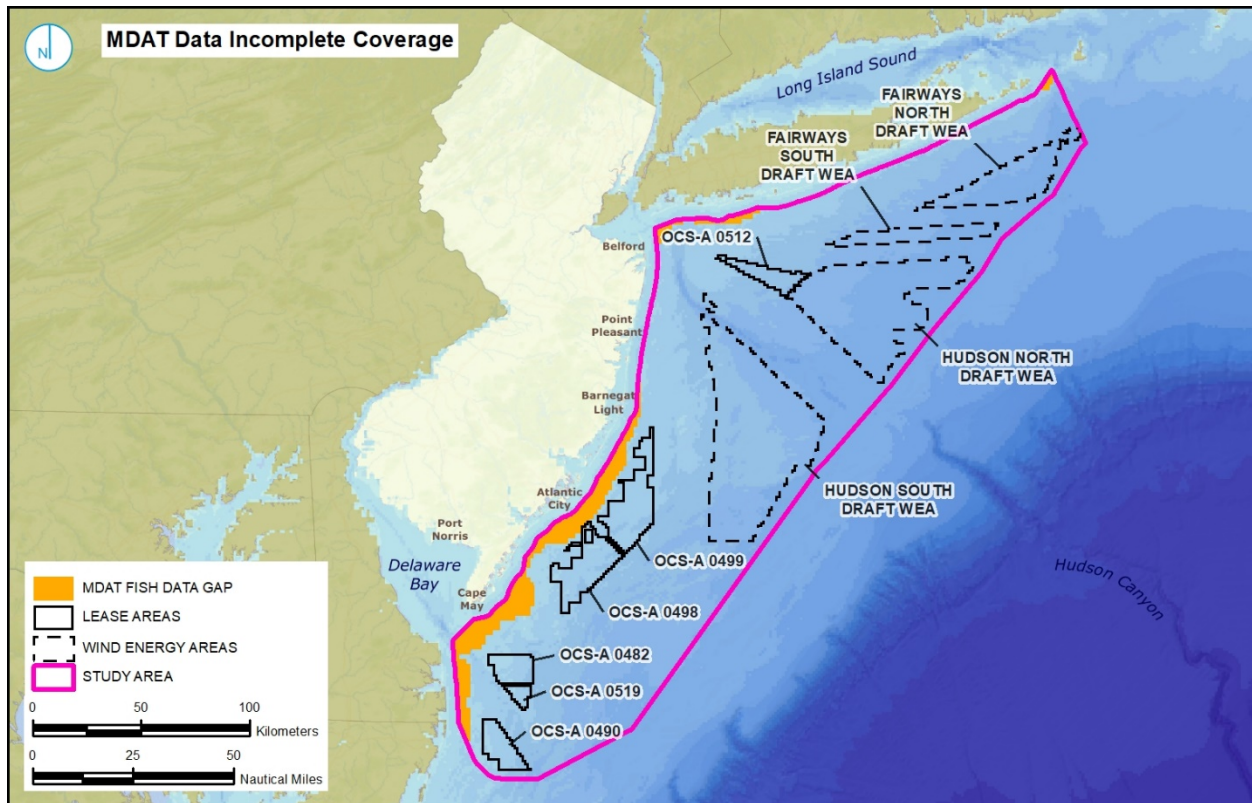 N
MDAT Data Incomplete Coverage
Long Island Sound
FAIRWAYS
NORTH
DRAFT WEA
FAIRWAYS
SOUTH
DRAFT WEA
OCS-A 0512
Belford
Point
Pleasant
HUDSON NORTH
DRAFT WEA
Barnegat
Light
HUDSON SOUTH
DRAFT WEA
Atlantic
City
Port
Norris
OCS-A 0499
Delaware
Bay
Hudson Canyon
Cape
May
OCS-A 0498
OCS-A 0482
OCS-A 0519
OCS-A 0490
MDAT FISH DATA GAP
LEASE AREAS
WIND ENERGY AREAS
STUDY AREA
0 50 100
Kilometers
0 25 50
Nautical Miles